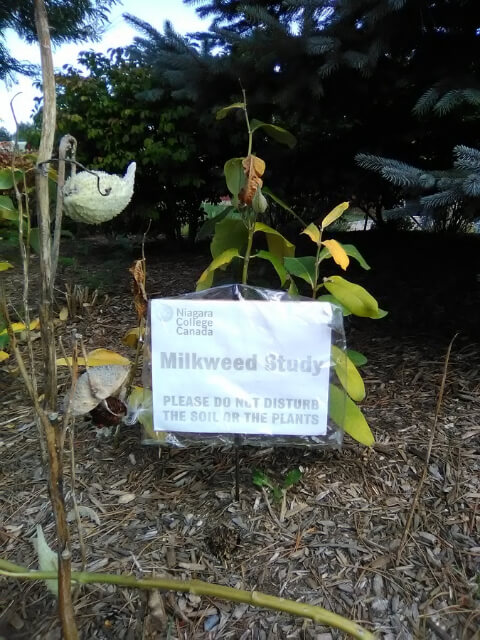 Niagara
College
Canada
Milkweed Study
PLEASE DO NOT DISTURB
THE SOIL OR THE PLANTS